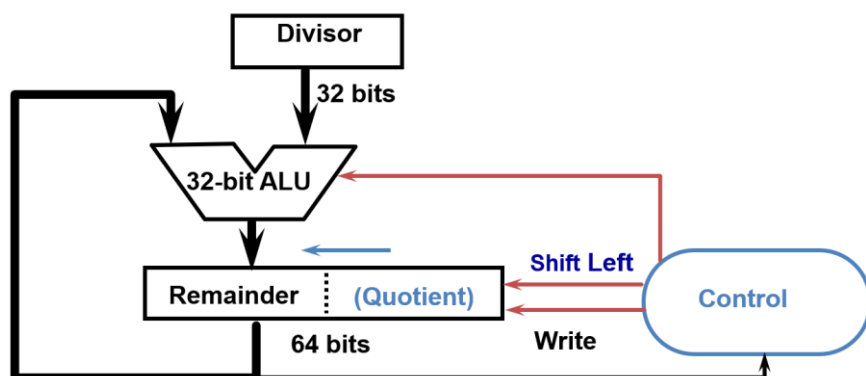 Divisor
32 bits
32-bit ALU
Shift Left
Remainder
(Quotient)
Control
64 bits
Write